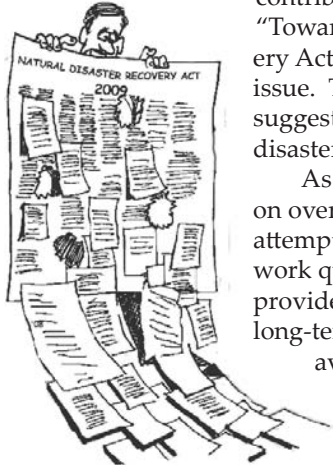 NATURAL DISASTER RECOVERY ACT
2009
contrib
"Towar
ery Act
issue. T
suggest
disaster
As
on over
attempt
work q
provide
long-te
av